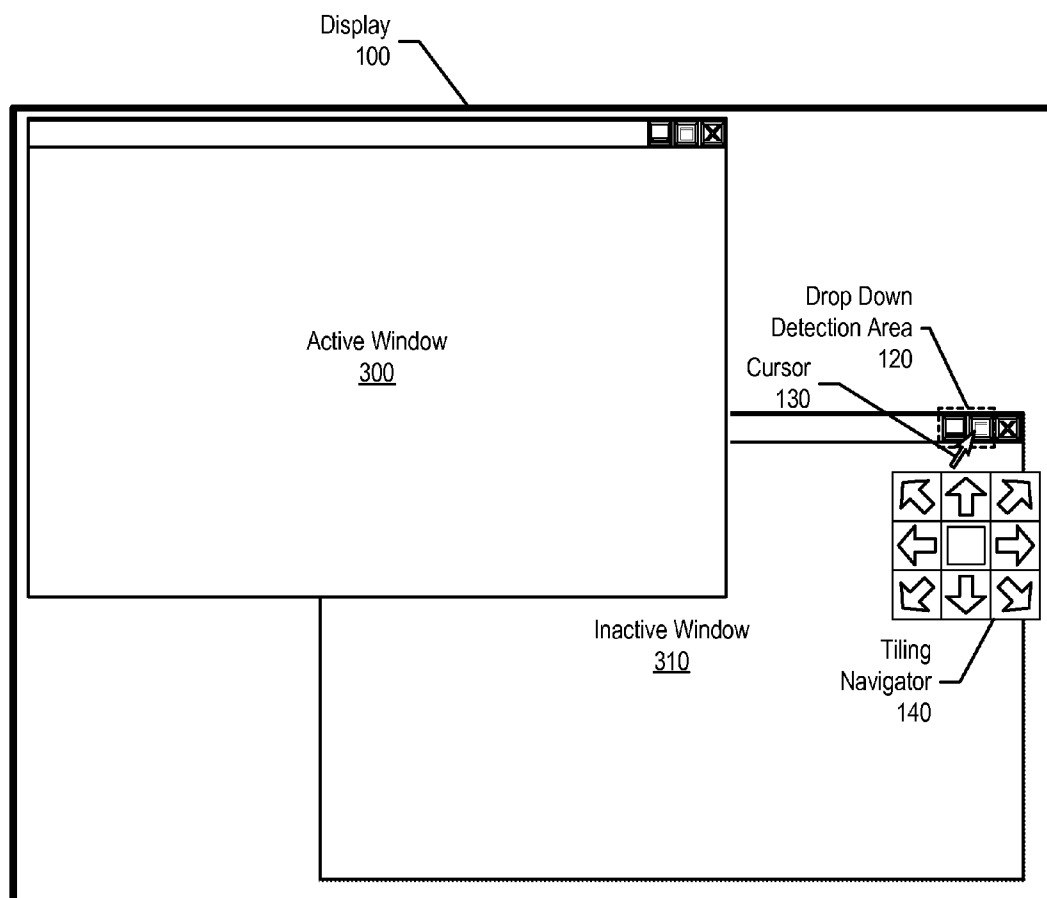 Display
100
Active Window
300
Drop Down
Detection Area
120
Cursor
130
Inactive Window
310
Tiling
Navigator
140